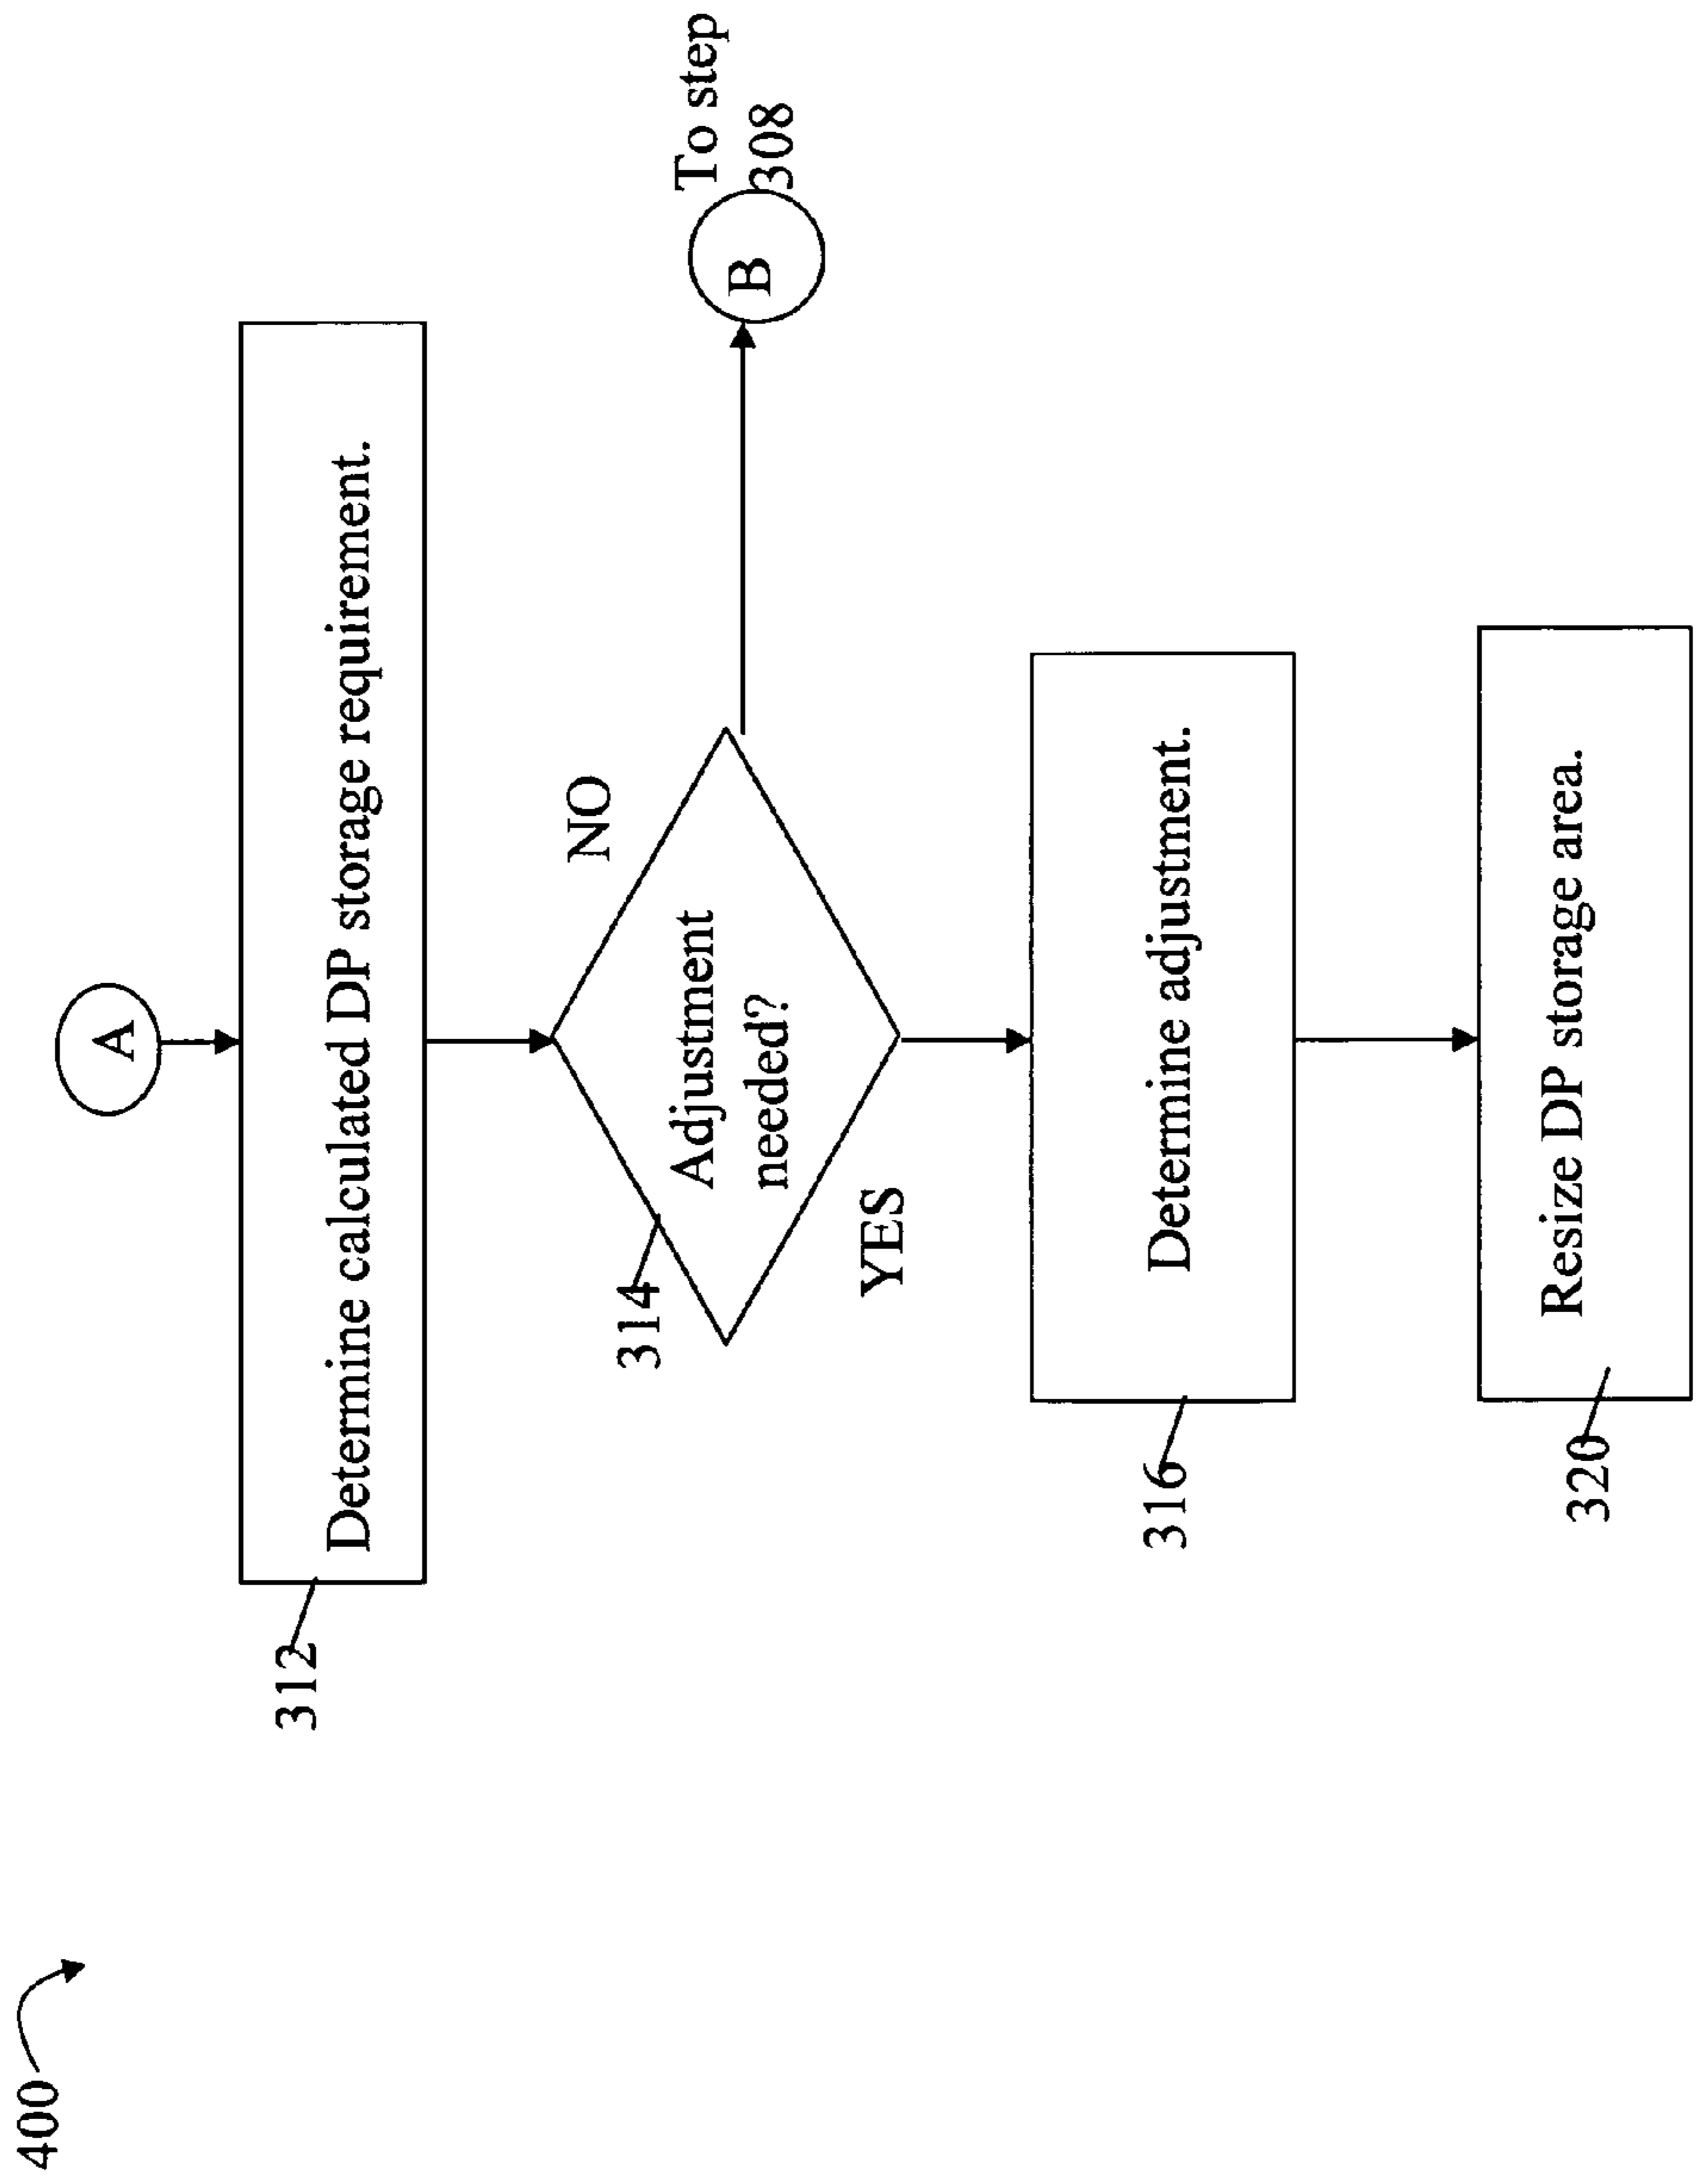 400
A
312
Determine calculated DP storage requirement.
314
Adjustment
needed?
NO
To step
308
B
YES
316
Determine adjustment.
320
Resize DP storage area.